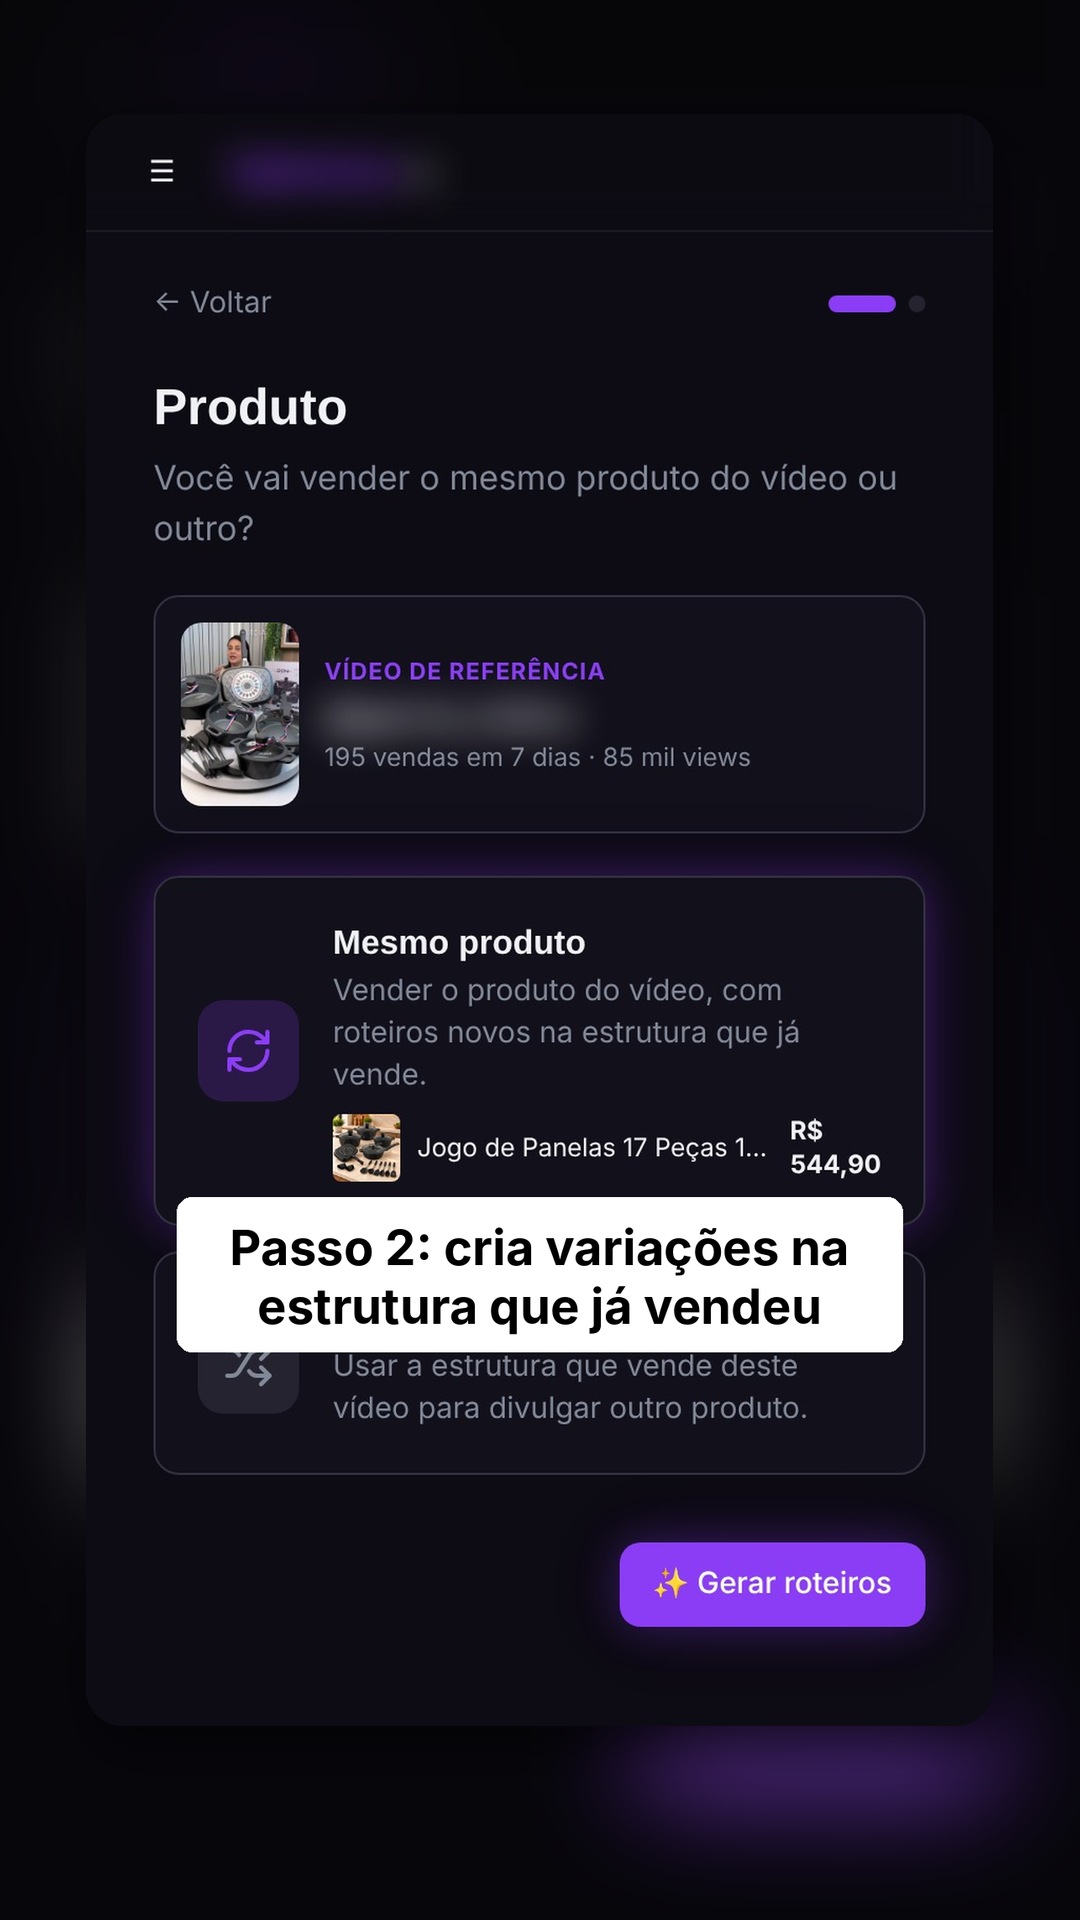 ← Voltar
Produto
Você vai vender o mesmo produto do vídeo ou
outro?
VÍDEO DE REFERÊNCIA
195 vendas em 7 dias · 85 mil views
Mesmo produto
Vender o produto do vídeo, com
roteiros novos na estrutura que já
vende.
Jogo de Panelas 17 Peças 1...
R$
544,90
Passo 2: cria variações na
estrutura que já vendeu
Usar a estrutura que vende deste
vídeo para divulgar outro produto.
✨ Gerar roteiros